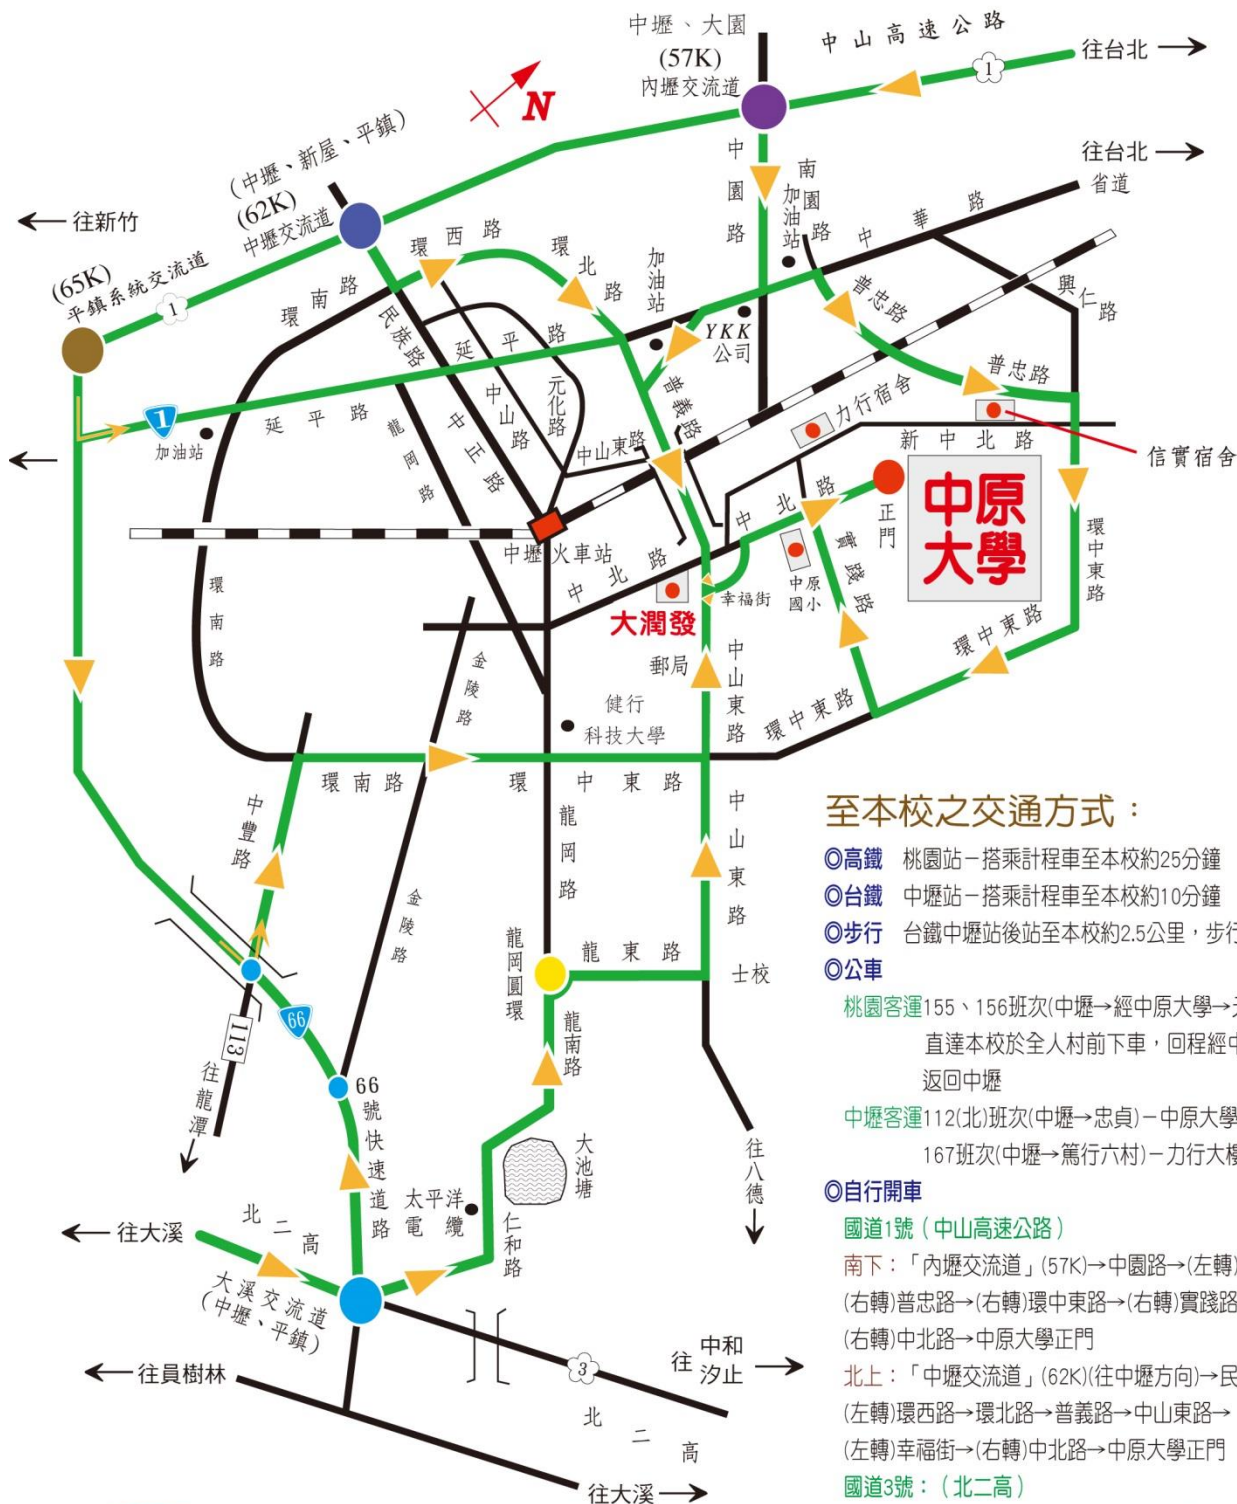 中壢、大園
(57K)
內壢交流道
中山高速公路
1
往台北
往台北
省道
N
(中壢、新屋、平鎮)
(62K)
中壢交流道
往新竹
(65K)
平鎮系統交流道
1
環南路
環西路
環北路
中園路
南園路
加油站
中華路
加油站
YKK
公司
普忠路
普忠路
興仁路
民族路
延平路
元化路
中山路
中正路
龍岡路
延平路
1
加油站
普義路
中山東路
力行宿舍
新中北路
信實宿舍
中北路
正門
中原
大學
環中東路
中壢火車站
中北路
大潤發
幸福街
中原
國小
實踐路
環中東路
環中東路
環南路
金陵路
郵局
中山東路
健行
科技大學
環南路
環中東路
中豐路
龍岡路
中山東路
金陵路
龍岡圓環
龍東路
士校
66
113
往龍潭
66號快速道路
龍南路
大池塘
太平洋
電纜
仁和路
往八德
往大溪
北二高
大溪交流道
(中壢、平鎮)
往員樹林
3
往 中和
汐止
北二高
往大溪
至本校之交通方式：
◎高鐵 桃園站－搭乘計程車至本校約25分鐘
◎台鐵 中壢站－搭乘計程車至本校約10分鐘
◎步行 台鐵中壢站後站至本校約2.5公里，步行
◎公車
桃園客運155、156班次(中壢→經中原大學→
直達本校於全人村前下車，回程經中
返回中壢
中壢客運112(北)班次(中壢→忠貞)－中原大學
167班次(中壢→篤行六村)－力行大樓
◎自行開車
國道1號（中山高速公路）
南下：「內壢交流道」(57K)→中園路→(左轉)
(右轉)普忠路→(右轉)環中東路→(右轉)實踐路
(右轉)中北路→中原大學正門
北上：「中壢交流道」(62K)(往中壢方向)→民
(左轉)環西路→環北路→普義路→中山東路→
(左轉)幸福街→(右轉)中北路→中原大學正門
國道3號：（北二高）